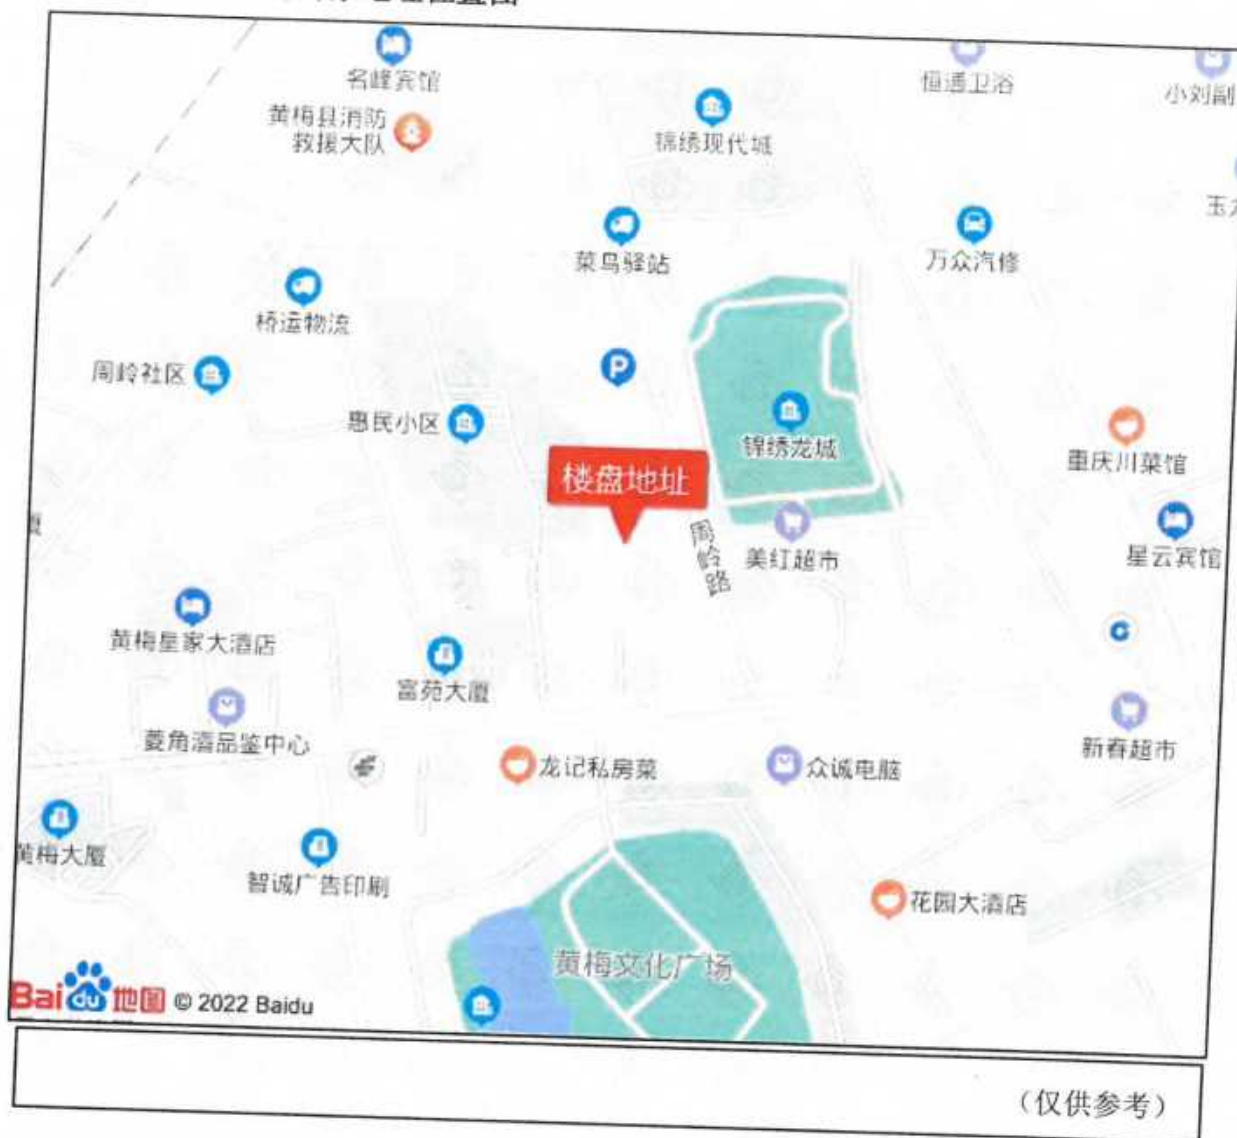 名峰宾馆
恒通卫浴
小刘副
黄梅县消防
救援大队
锦绣现代城
玉
菜鸟驿站
万众汽修
桥运物流
周岭社区
P
惠民小区
锦绣龙城
重庆川菜馆
楼盘地址
周岭路
美红超市
星云宾馆
黄梅皇家大酒店
富苑大厦
菱角酒品鉴中心
新春超市
龙记私房菜
众诚电脑
黄梅大厦
智诚广告印刷
花园大酒店
黄梅文化广场
Bai du 地图 © 2022 Baidu
（仅供参考）